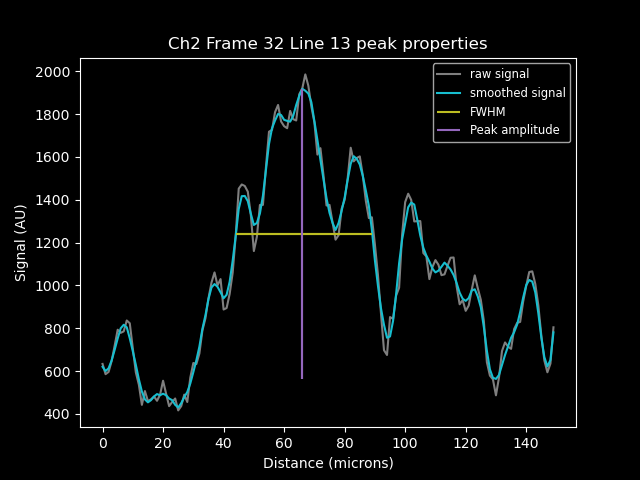 Ch2 Frame 32 Line 13 peak properties
raw signal
smoothed signal
FWHM
Peak amplitude
Signal (AU)
2000
1800
1600
1400
1200
1000
800
600
400
0 20 40 60 80 100 120 140
Distance (microns)